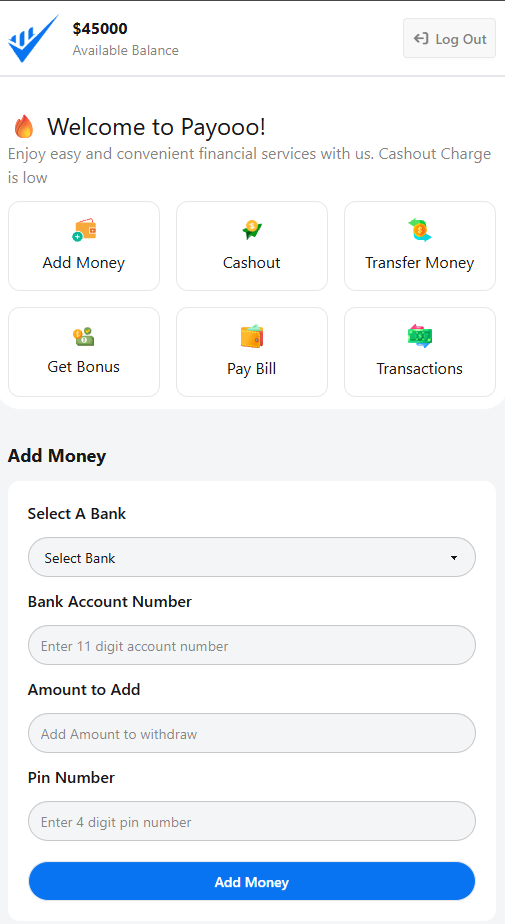 $45000
Available Balance
Log Out
Welcome to Payooo!
Enjoy easy and convenient financial services with us. Cashout Charge
is low
Add Money
Cashout
Transfer Money
Get Bonus
Pay Bill
Transactions
Add Money
Select A Bank
Select Bank
Bank Account Number
Enter 11 digit account number
Amount to Add
Add Amount to withdraw
Pin Number
Enter 4 digit pin number
Add Money